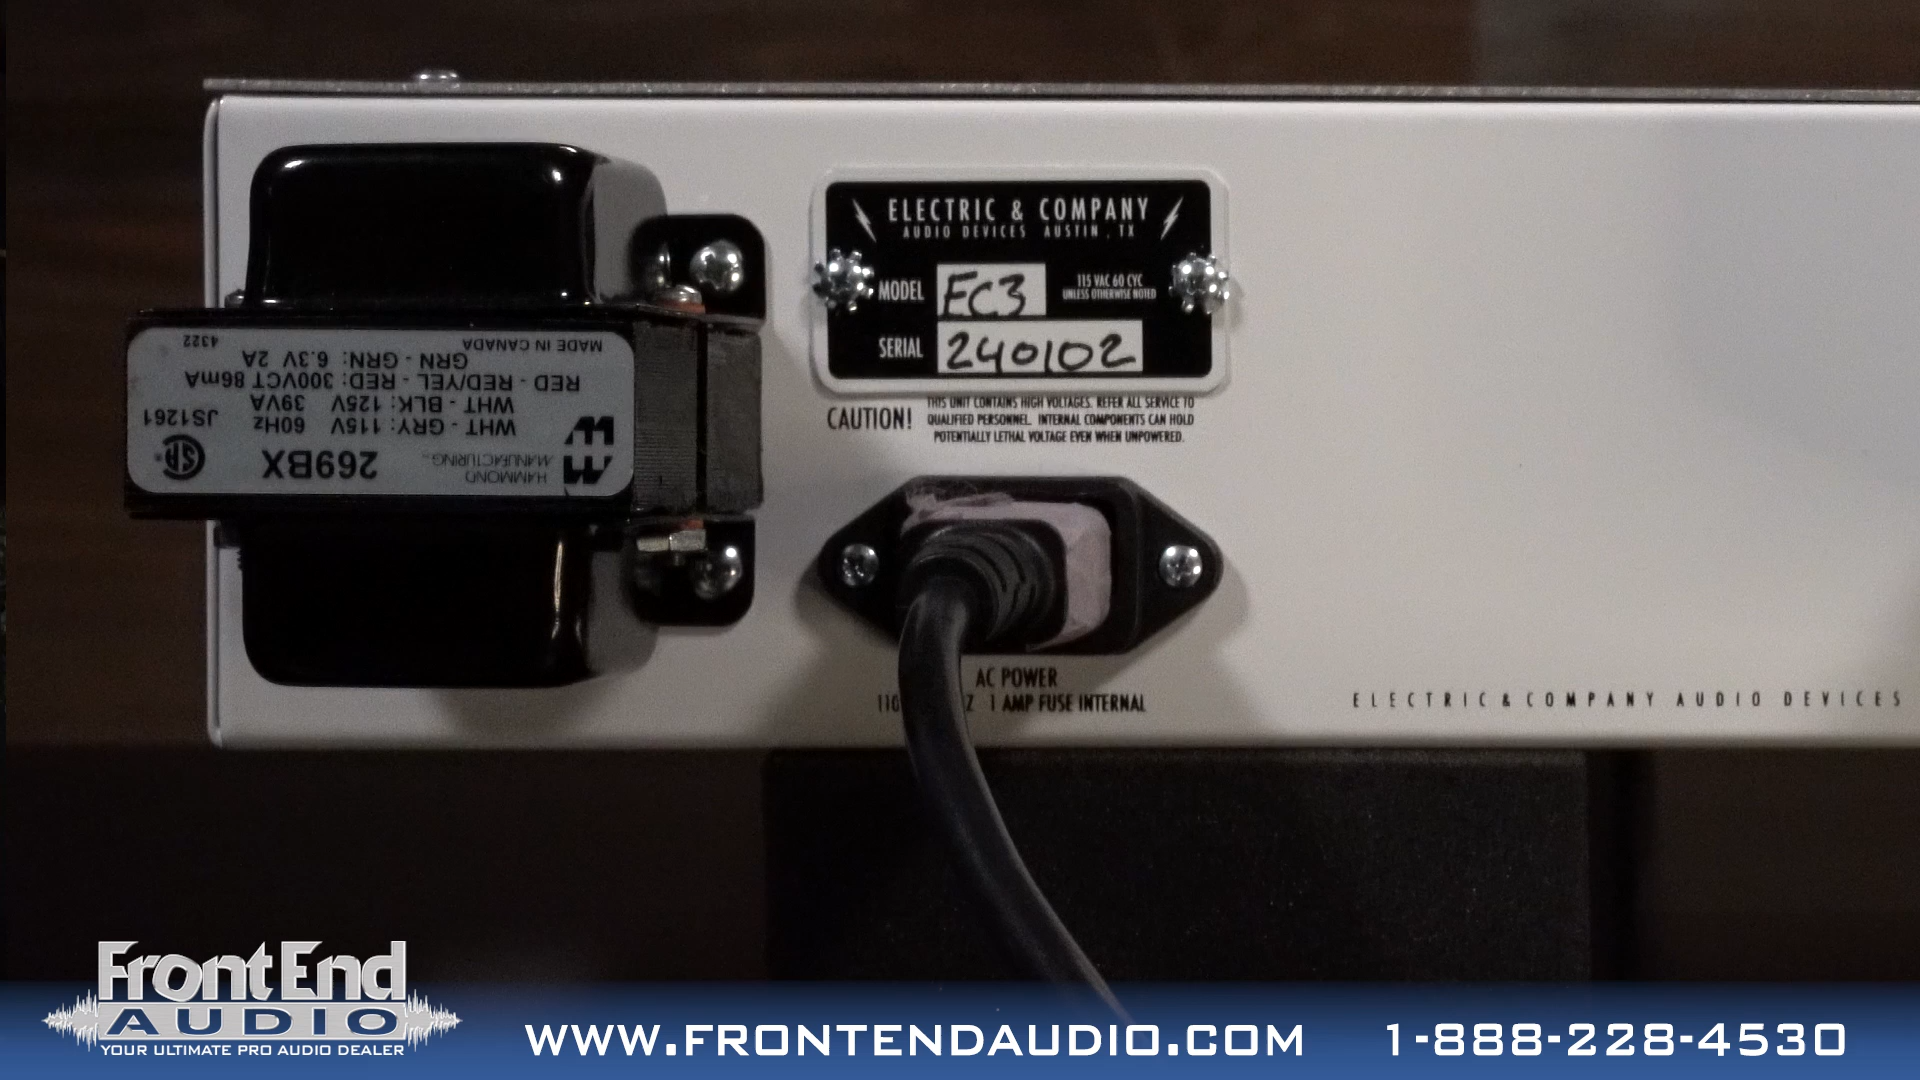 ELECTRIC & COMPANY
AUDIO DEVICES AUSTIN, TX
MODEL EC3
115 VAC 60 CYC
UNLESS OTHERWISE NOTED
SERIAL 240102
CAUTION!
THIS UNIT CONTAINS HIGH VOLTAGES. REFER ALL SERVICE TO
QUALIFIED PERSONNEL. INTERNAL COMPONENTS CAN HOLD
POTENTIALLY LETHAL VOLTAGE EVEN WHEN UNPOWERED.
HAMMOND
MANUFACTURING™
269BX
WHT - GRY: 115V 60Hz
WHT - BLK: 125V 39VA
JS1261
RED - RED/YEL - RED: 300VCT 86mA
GRN - GRN: 6.3V 2A
MADE IN CANADA
4322
AC POWER
1 AMP FUSE INTERNAL
ELECTRIC & COMPANY AUDIO DEVICES
FrontEnd
AUDIO
YOUR ULTIMATE PRO AUDIO DEALER
WWW.FRONTENDAUDIO.COM
1-888-228-4530